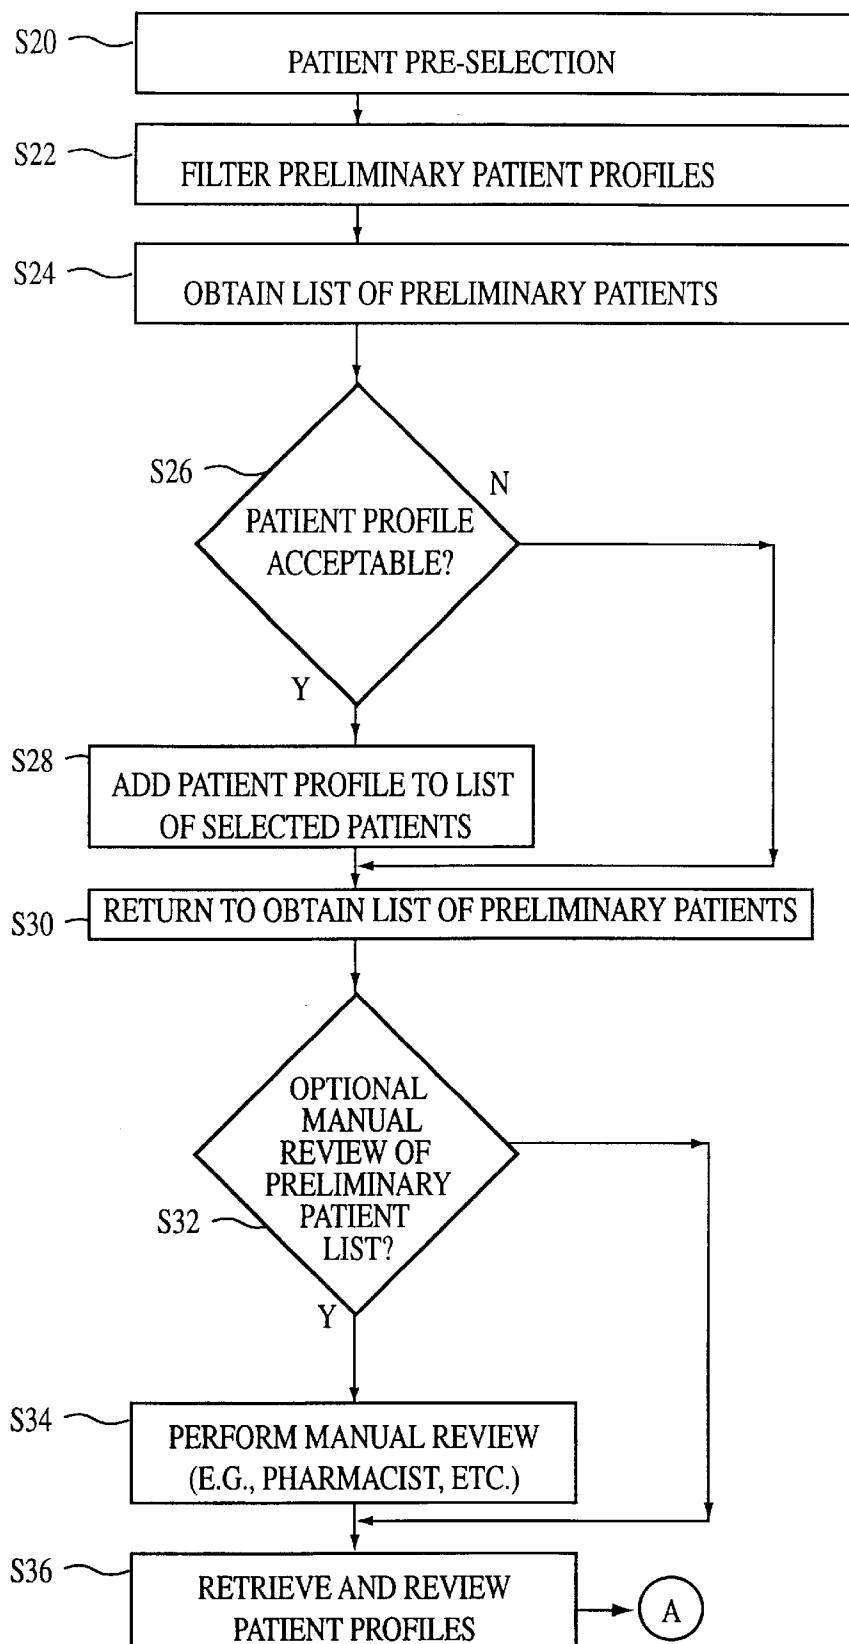 S20
PATIENT PRE-SELECTION
S22
FILTER PRELIMINARY PATIENT PROFILES
S24
OBTAIN LIST OF PRELIMINARY PATIENTS
S26
N
PATIENT PROFILE
ACCEPTABLE?
Y
S28
ADD PATIENT PROFILE TO LIST
OF SELECTED PATIENTS
S30
RETURN TO OBTAIN LIST OF PRELIMINARY PATIENTS
OPTIONAL
MANUAL
REVIEW OF
PRELIMINARY
PATIENT
LIST?
S32
Y
S34
PERFORM MANUAL REVIEW
(E.G., PHARMACIST, ETC.)
S36
RETRIEVE AND REVIEW
PATIENT PROFILES
A